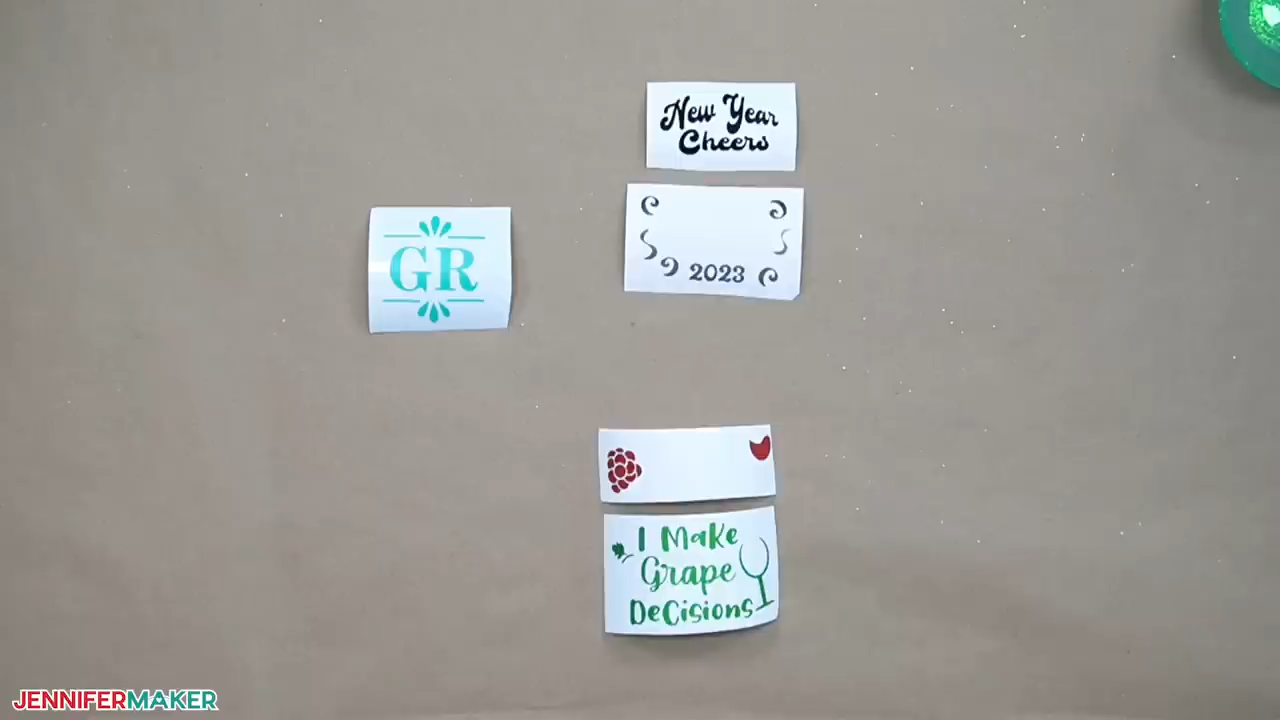 New Year
Cheers
GR
2023
I Make
Grape
DeCisions
JENNIFERMAKER